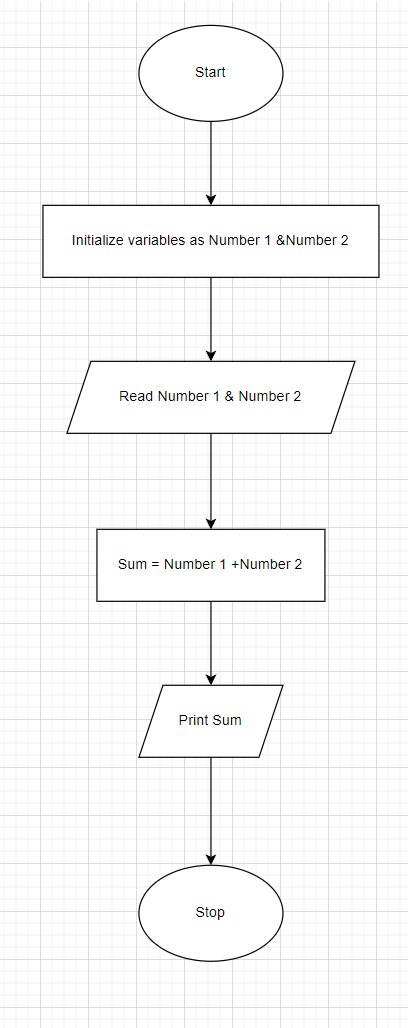 Start
Initialize variables as Number 1 &Number 2
Read Number 1 & Number 2
Sum = Number 1 +Number 2
Print Sum
Stop